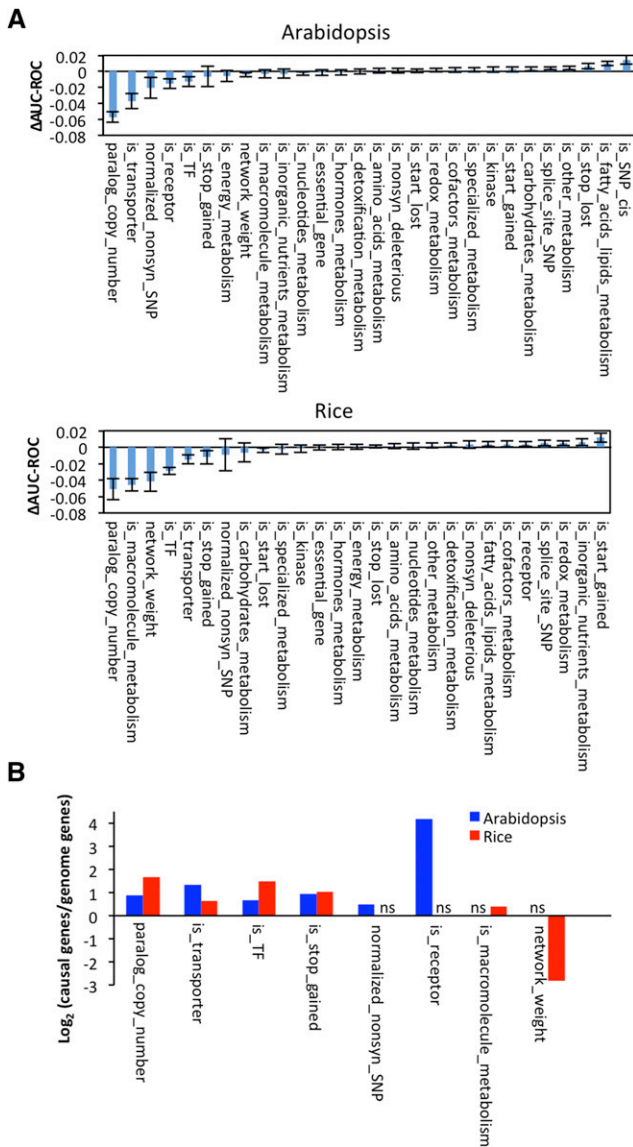 A
Arabidopsis
ΔAUC-ROC
0.02
0
-0.02
-0.04
-0.06
-0.08
paralog_copy_number
is_transporter
normalized_nonsyn_SNP
is_receptor
is_TF
is_stop_gained
is_energy_metabolism
network_weight
is_macromolecule_metabolism
is_inorganic_nutrients_metabolism
is_nucleotides_metabolism
is_essential_gene
is_hormones_metabolism
is_detoxification_metabolism
is_amino_acids_metabolism
is_nonsyn_deleterious
is_start_lost
is_redox_metabolism
is_cofactors_metabolism
is_specialized_metabolism
is_kinase
is_start_gained
is_carbohydrates_metabolism
is_splice_site_SNP
is_other_metabolism
is_stop_lost
is_fatty_acids_lipids_metabolism
is_SNP_cis
Rice
ΔAUC-ROC
0.02
0
-0.02
-0.04
-0.06
-0.08
paralog_copy_number
is_macromolecule_metabolism
network_weight
is_TF
is_transporter
is_stop_gained
normalized_nonsyn_SNP
is_carbohydrates_metabolism
is_start_lost
is_specialized_metabolism
is_kinase
is_essential_gene
is_hormones_metabolism
is_energy_metabolism
is_stop_lost
is_amino_acids_metabolism
is_nucleotides_metabolism
is_other_metabolism
is_detoxification_metabolism
is_nonsyn_deleterious
is_fatty_acids_lipids_metabolism
is_cofactors_metabolism
is_receptor
is_splice_site_SNP
is_redox_metabolism
is_inorganic_nutrients_metabolism
is_start_gained
B
Log2 (causal genes/genome genes)
4
3
2
1
0
-1
-2
-3
Arabidopsis
Rice
ns
ns
ns
ns
paralog_copy_number
is_transporter
is_TF
is_stop_gained
normalized_nonsyn_SNP
is_receptor
is_macromolecule_metabolism
network_weight